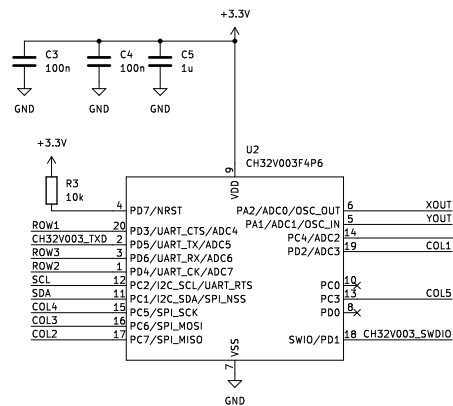 +3.3V
C3
100n
C4
100n
C5
1u
GND
GND
GND
+3.3V
R3
10k
U2
CH32V003F4P6
9
VDD
4 PD7/NRST
ROW1 20 PD3/UART_CTS/ADC4
CH32V003_TXD 2 PD5/UART_TX/ADC5
ROW3 3 PD6/UART_RX/ADC6
ROW2 1 PD4/UART_CK/ADC7
SCL 12 PC2/I2C_SCL/UART_RTS
SDA 11 PC1/I2C_SDA/SPI_NSS
COL4 15 PC5/SPI_SCK
COL3 16 PC6/SPI_MOSI
COL2 17 PC7/SPI_MISO
PA2/ADC0/OSC_OUT 6 XOUT
PA1/ADC1/OSC_IN 5 YOUT
PC4/ADC2 14
PD2/ADC3 19 COL1
PC0 10
PC3 13 COL5
PD0 8
SWIO/PD1 18 CH32V003_SWDIO
VSS
7
GND